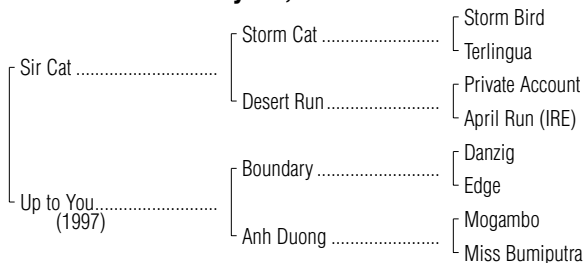 Storm Bird
Storm Cat ..............................
Terlingua
Sir Cat ...................................
Private Account
Desert Run ............................
April Run (IRE)
Danzig
Boundary ..............................
Edge
Up to You...............................
(1997)
Mogambo
Anh Duong ...........................
Miss Bumiputra